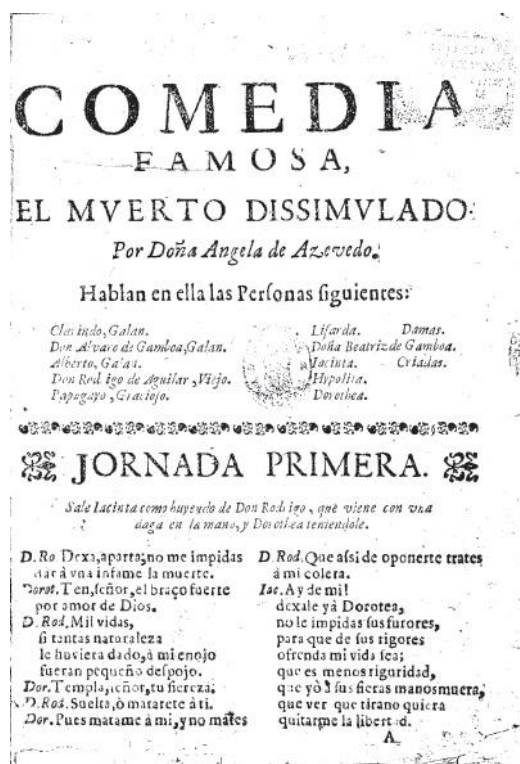 COMEDIA
FAMOSA,
EL MVERTO DISSIMVLADO.
Por Doña Angela de Azevedo.
Hablan en ella las Perſonas ſiguientes:
Clarindo, Galan.
Don Alvaro de Gamboa, Galan.
Alberto, Galan.
Don Rodrigo de Aguilar, Viejo.
Papagayo, Gracioſo.
Liſarda. Damas.
Doña Beatriz de Gamboa.
Iacinta. Criadas.
Hypolita.
Dorothea.
JORNADA PRIMERA.
Sale Iacinta como huyendo de Don Rodrigo, què viene con vna
daga en la mano, y Dorothea teniendole.
D. Ro. Dexa, aparta; no me impidas
dar à vna infame la muerte.
Dorot. Ten, ſeñor, el braço fuerte
por amor de Dios.
D. Rod. Mil vidas,
ſi tantas naturaleza
le huviera dado, à mi enojo
fueran pequeño deſpojo.
Dor. Templa, ſeñor, tu fiereza;
D. Rod. Suelta, ò matarete à ti.
Dor. Pues matame à mi, y no mates
D. Rod. Que aſsi de oponerte trates
à mi colera.
Iac. Ay de mi!
dexale yà Dorotea,
no le impidas ſus furores,
para que de ſus rigores
ofrenda mi vida ſea;
que es menos riguridad,
que yò à ſus fieras manos muera,
que ver que tirano quiera
quitarme la libertad.
A